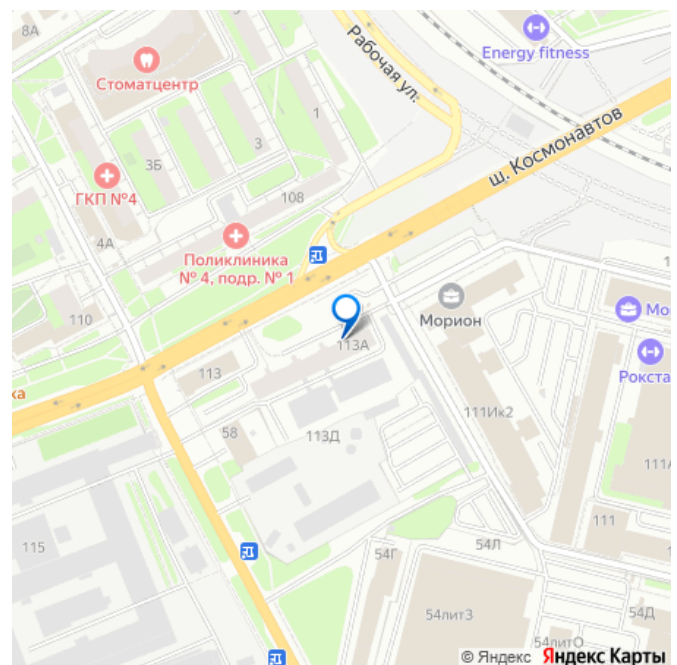 8А
Рабочая ул.
Energy fitness
Стоматцентр
1
3
3Б
ш. Космонавтов
ГКП №4
108
4А
Поликлиника
№ 4, подр. № 1
110
Морион
Мо
113А
113
Рокста
ха
58
111Ик2
113Д
111А
111
115
54Г
54Л
54литЗ
54Д
54литО
© Яндекс Яндекс Карты